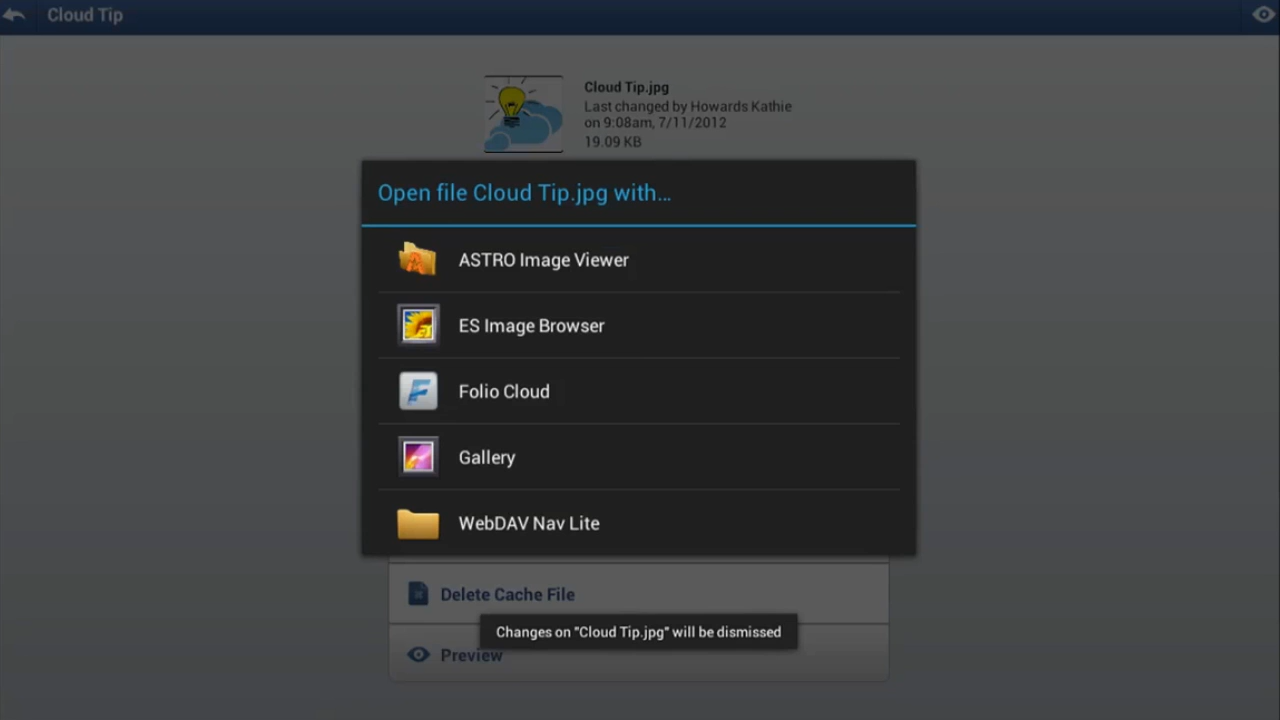 Cloud Tip
Cloud Tip.jpg
Last changed by Howards Kathie
on 9:08am, 7/11/2012
19.09 KB
Open file Cloud Tip.jpg with...
ASTRO Image Viewer
ES Image Browser
Folio Cloud
Gallery
WebDAV Nav Lite
Delete Cache File
Changes on "Cloud Tip.jpg" will be dismissed
Preview